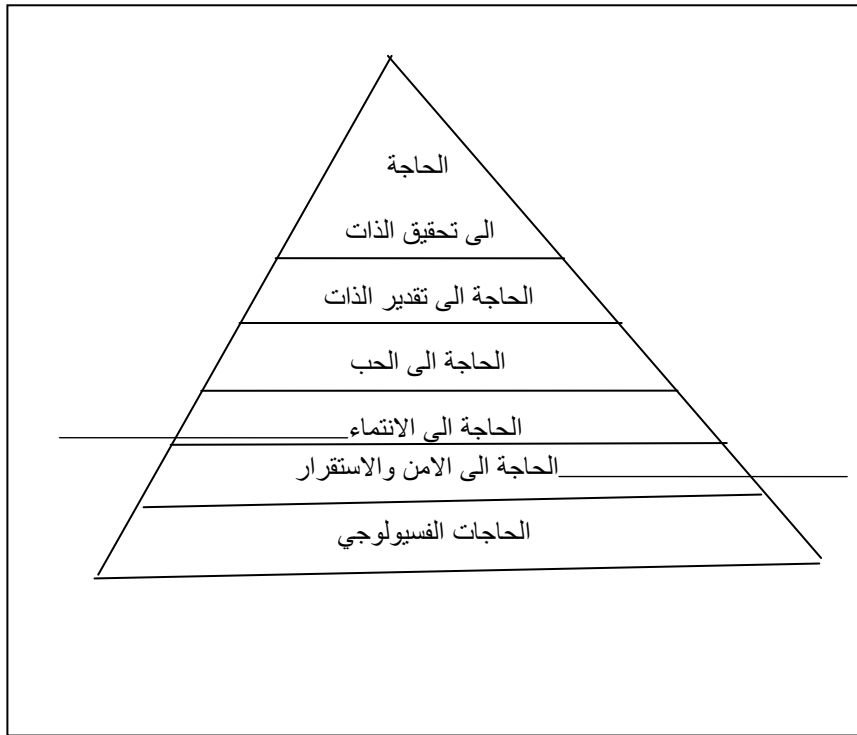 الحاجة
الى تحقيق الذات
الحاجة الى تقدير الذات
الحاجة الى الحب
الحاجة الى الانتماء
الحاجة الى الامن والاستقرار
الحاجات الفسيولوجي